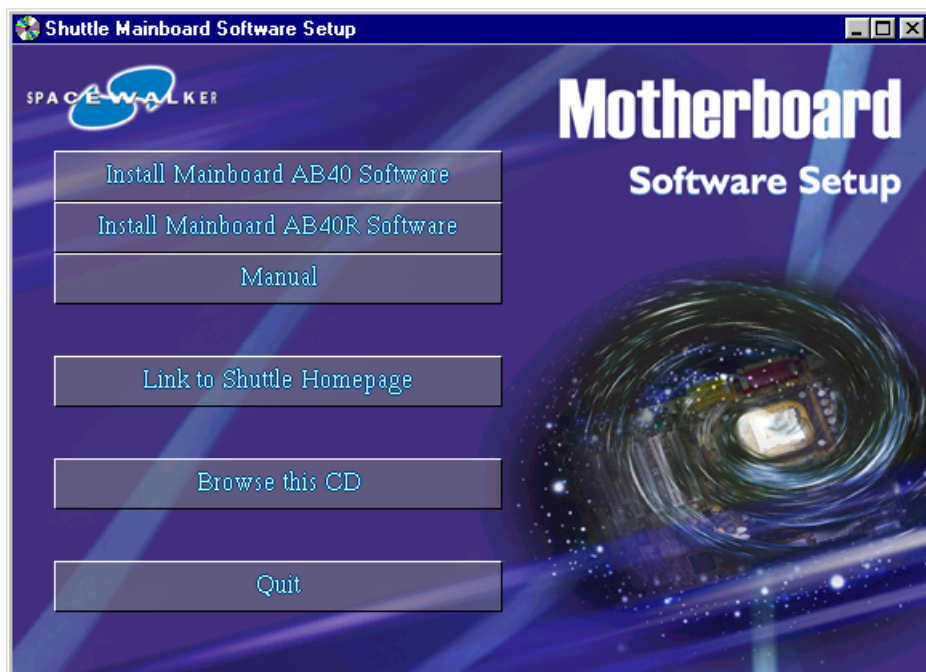 Shuttle Mainboard Software Setup
SPACEWALKER
Motherboard
Software Setup
Install Mainboard AB40 Software
Install Mainboard AB40R Software
Manual
Link to Shuttle Homepage
Browse this CD
Quit